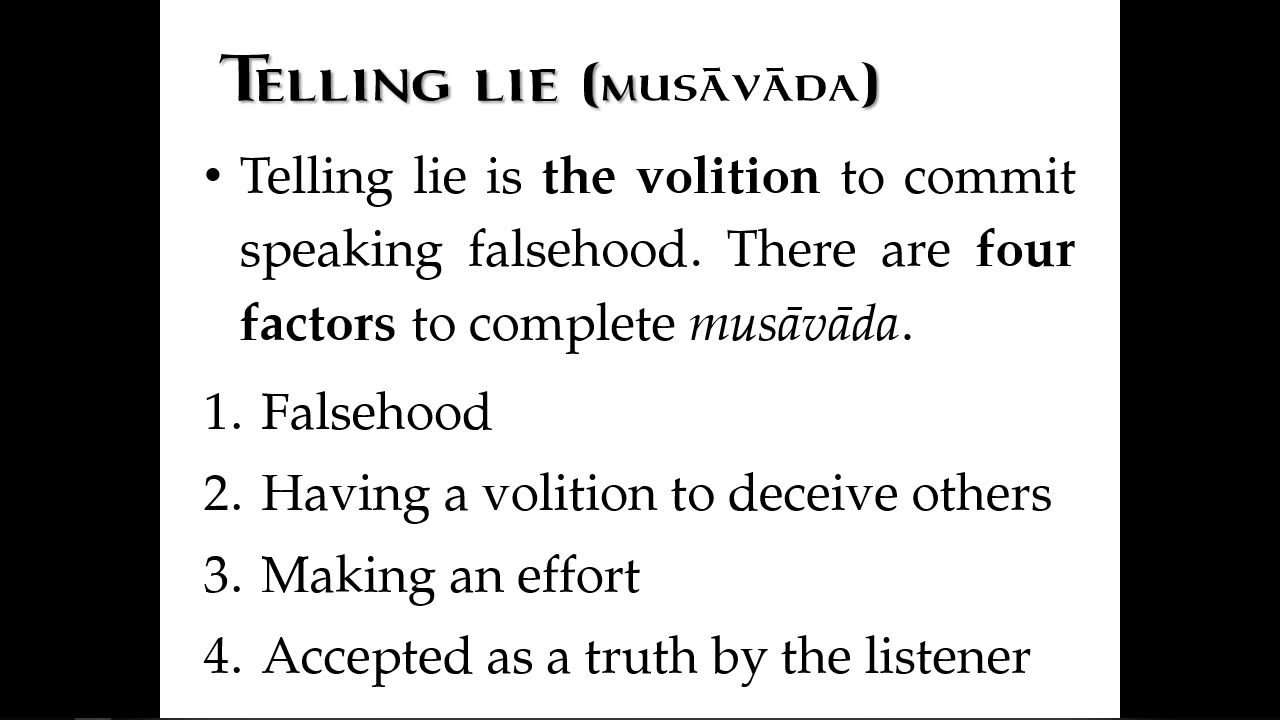 Telling lie (musāvāda)
• Telling lie is the volition to commit
speaking falsehood. There are four
factors to complete musāvāda.
1. Falsehood
2. Having a volition to deceive others
3. Making an effort
4. Accepted as a truth by the listener